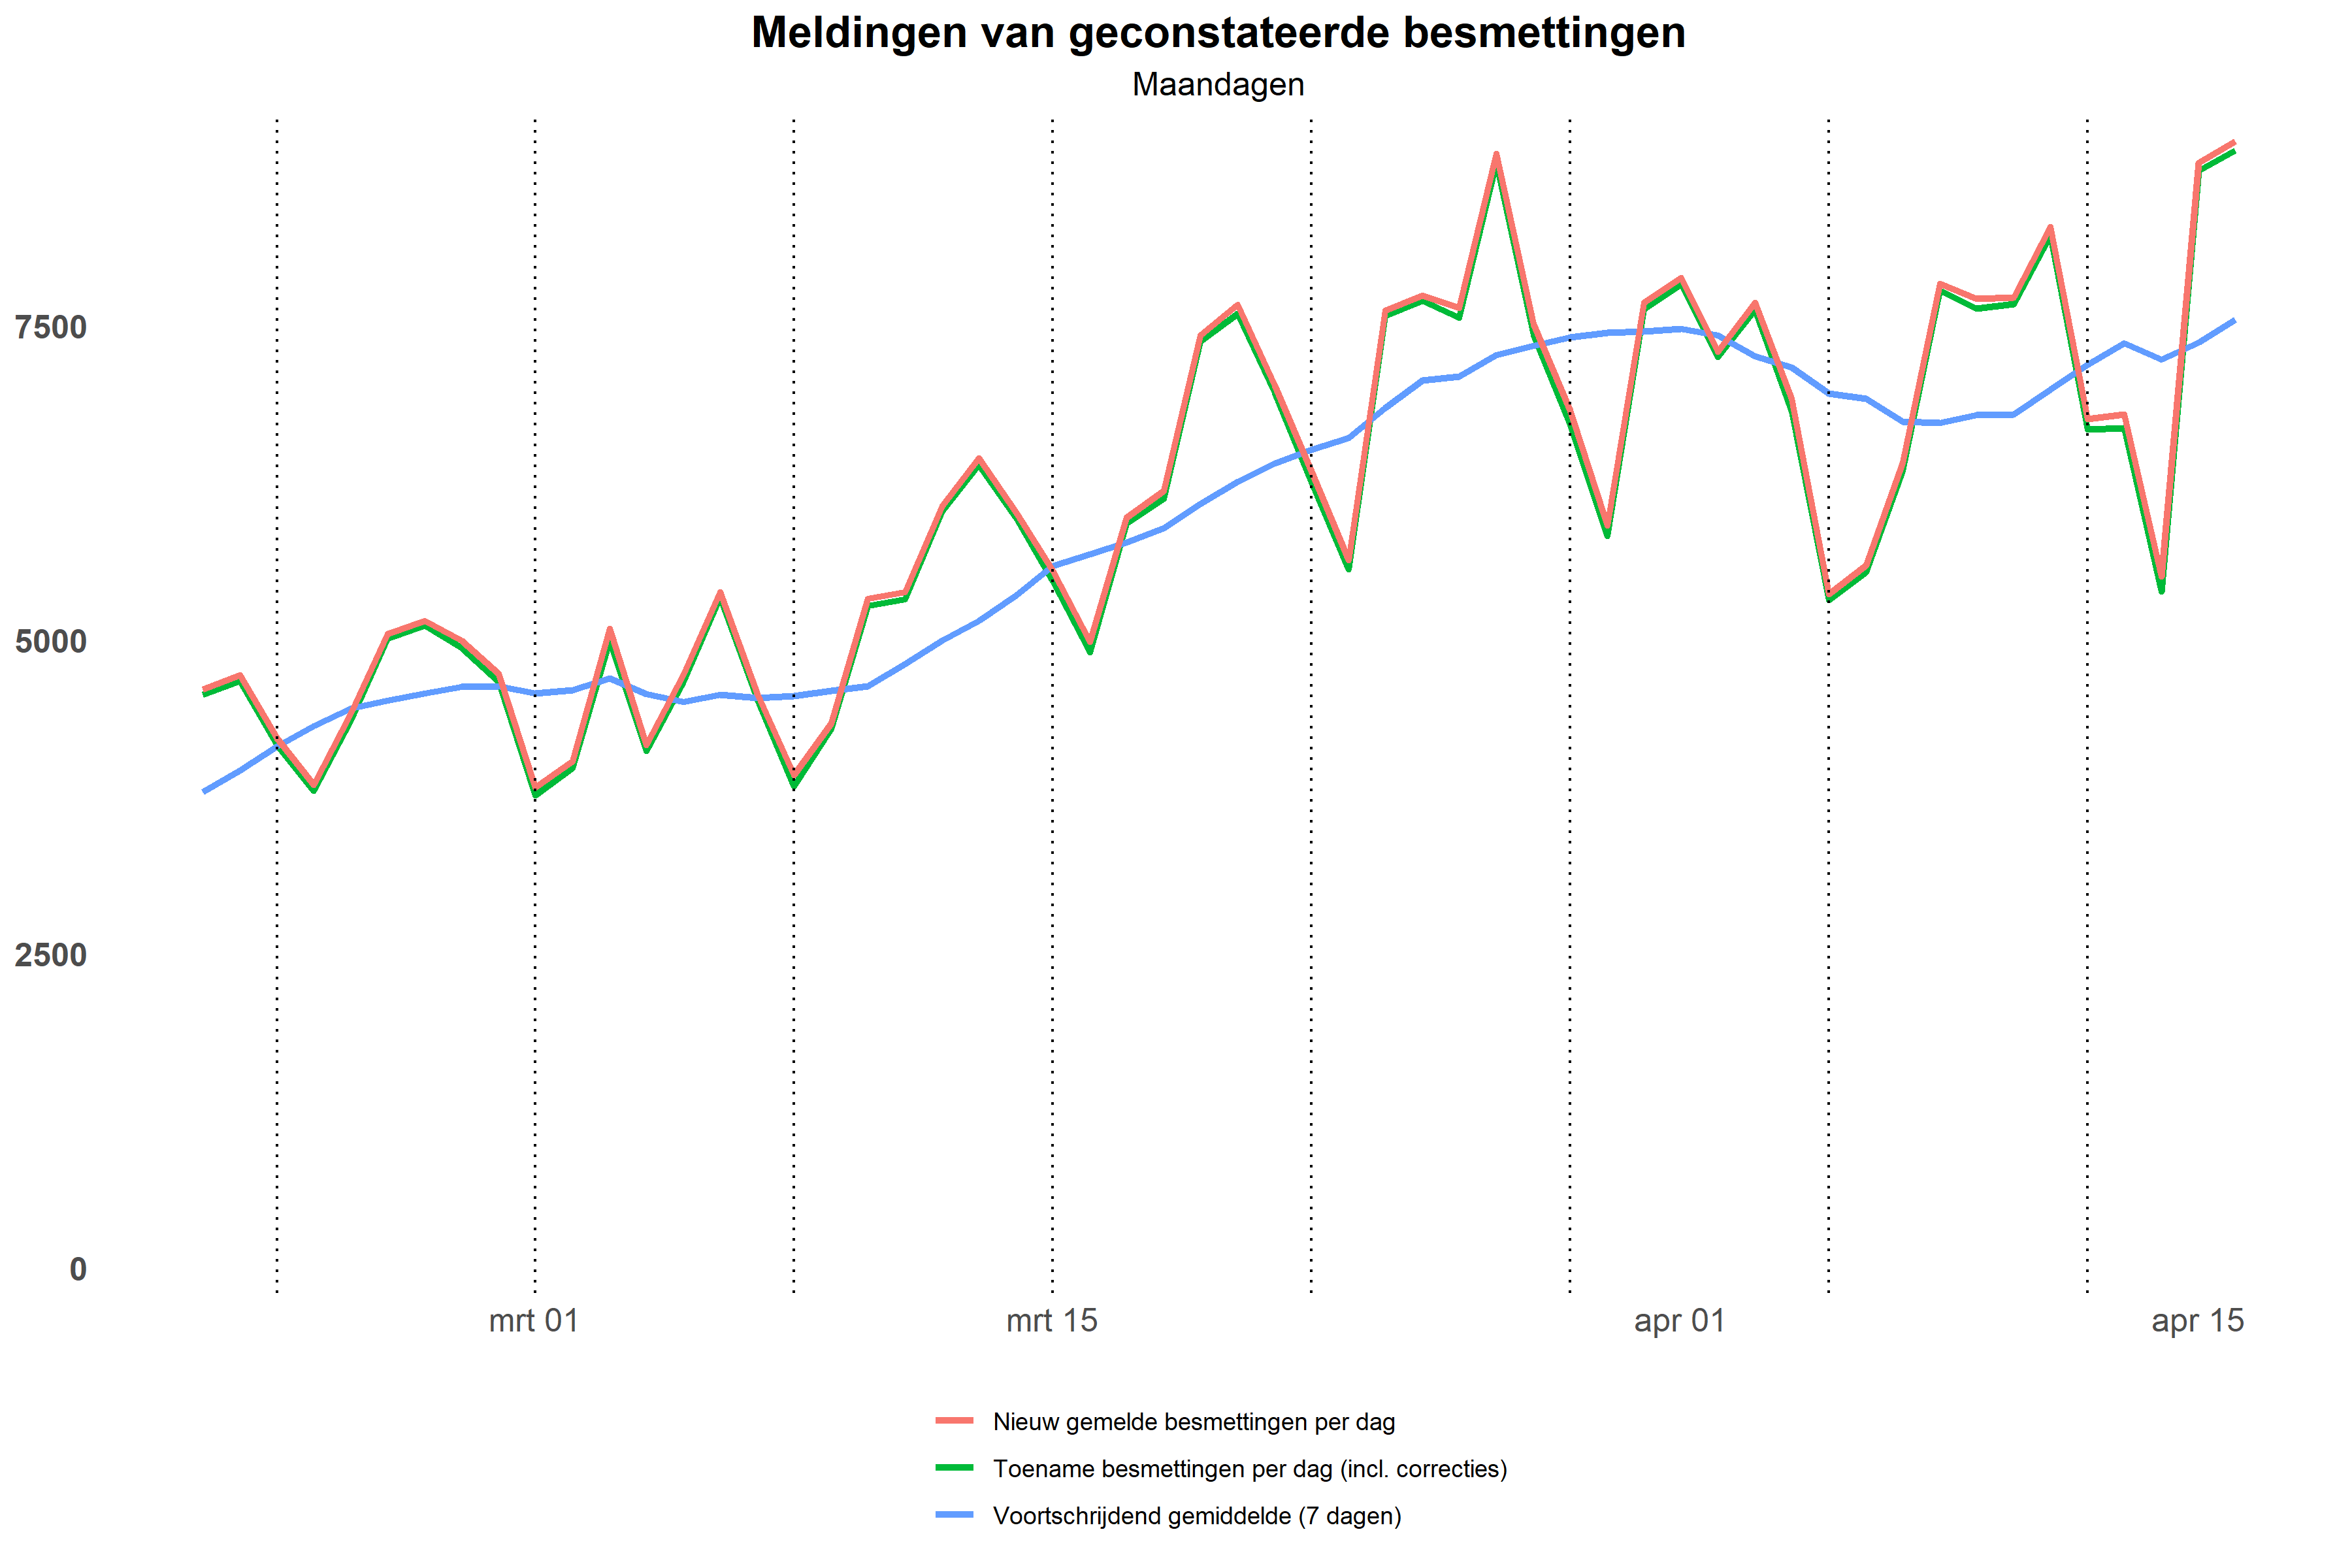 Meldingen van geconstateerde besmettingen
Maandagen
7500
5000
2500
0
mrt 01 mrt 15 apr 01 apr 15
Nieuw gemelde besmettingen per dag
Toename besmettingen per dag (incl. correcties)
Voortschrijdend gemiddelde (7 dagen)